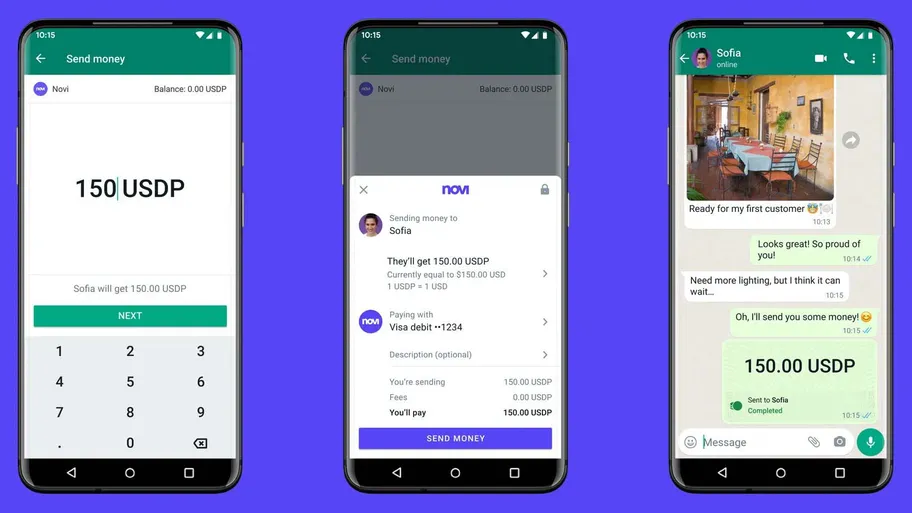 10:15
Send money
novi Novi Balance: 0.00 USDP
150 USDP
Sofia will get 150.00 USDP
NEXT
1 2 3
4 5 6
7 8 9
. 0
10:15
Send money
novi Novi Balance: 0.00 USDP
novi
Sending money to
Sofia
They'll get 150.00 USDP
Currently equal to $150.00 USD
1 USDP = 1 USD
novi
Paying with
Visa debit ••1234
Description (optional)
You're sending 150.00 USDP
Fees 0.00 USDP
You'll pay 150.00 USDP
SEND MONEY
10:15
Sofia
online
Ready for my first customer 😇🍽️
10:13
Looks great! So proud of
you! 10:14
Need more lighting, but I think it can
wait... 10:15
Oh, I'll send you some money!😊
10:15
150.00 USDP
Sent to Sofia
Completed
10:15
Message